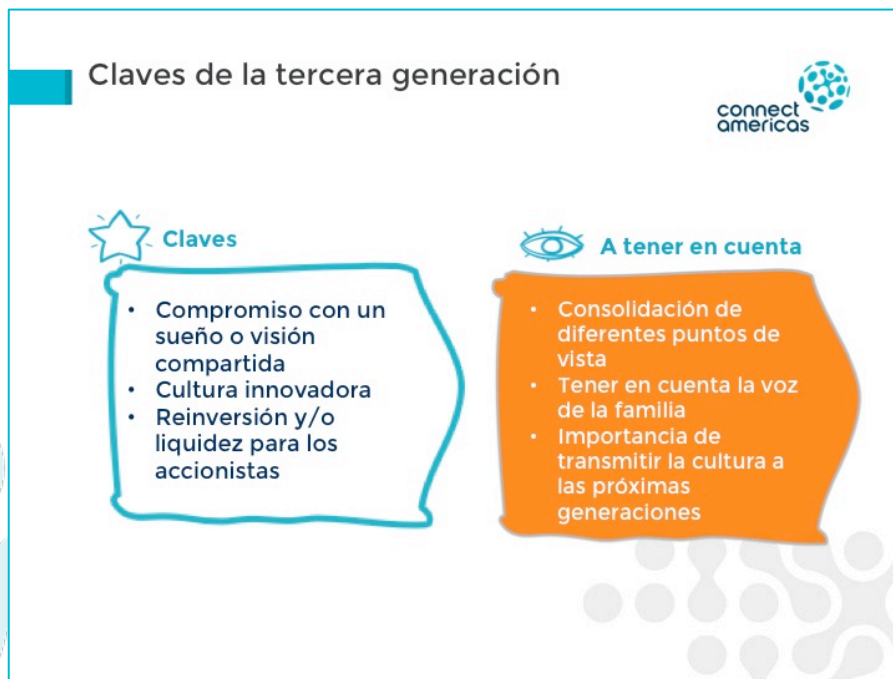 Claves de la tercera generación
connect
americas
Claves
• Compromiso con un
sueño o visión
compartida
• Cultura innovadora
• Reinversión y/o
liquidez para los
accionistas
A tener en cuenta
• Consolidación de
diferentes puntos de
vista
• Tener en cuenta la voz
de la familia
• Importancia de
transmitir la cultura a
las próximas
generaciones